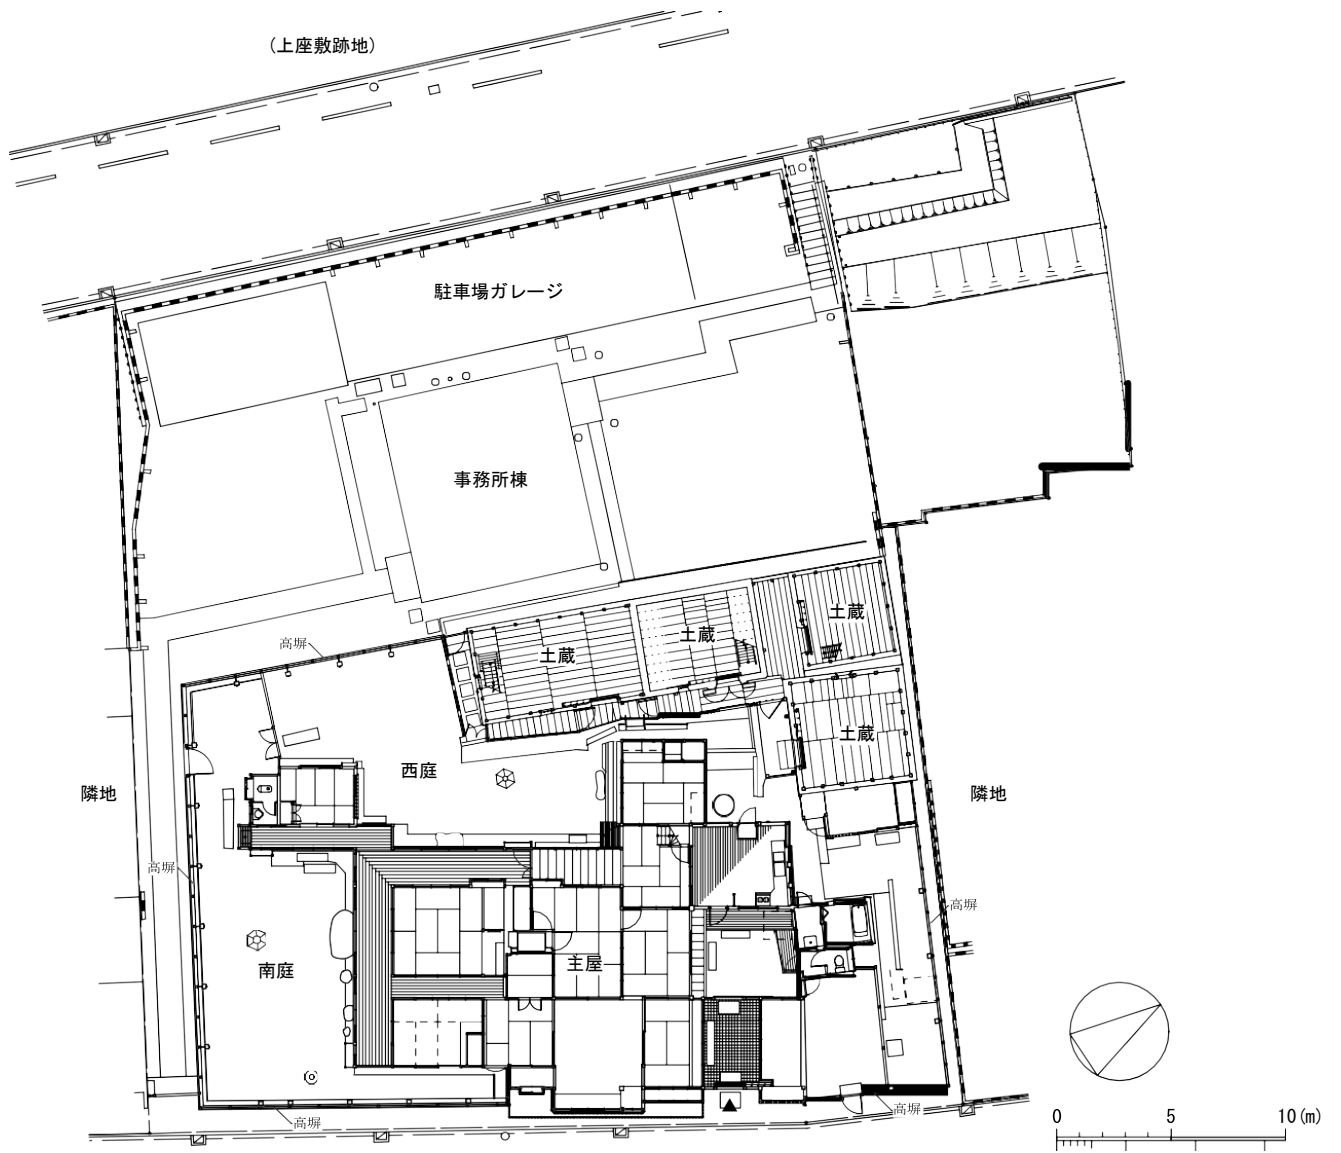 (上座敷跡地)
駐車場ガレージ
事務所棟
土蔵
土蔵
土蔵
高塀
土蔵
西庭
隣地
隣地
高塀
高塀
主屋
南庭
高塀
高塀
0 5 10(m)